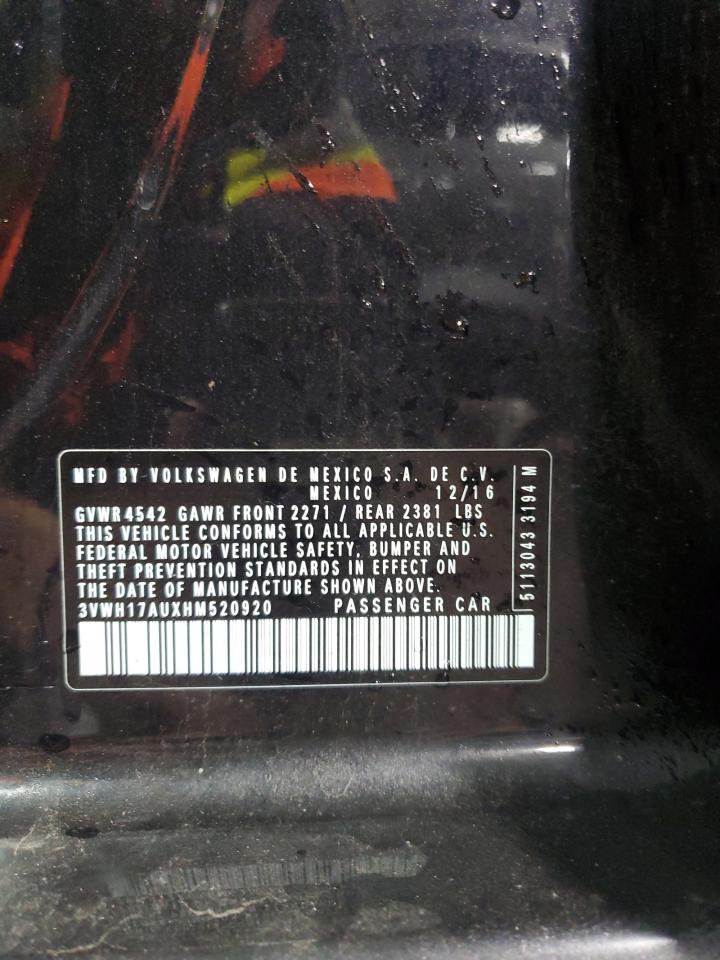 MFD BY VOLKSWAGEN DE MEXICO S.A. DE C.V.
MEXICO 12/16
GVWR 4542 GAWR FRONT 2271 / REAR 2381 LBS
THIS VEHICLE CONFORMS TO ALL APPLICABLE U.S.
FEDERAL MOTOR VEHICLE SAFETY, BUMPER AND
THEFT PREVENTION STANDARDS IN EFFECT ON
THE DATE OF MANUFACTURE SHOWN ABOVE.
3VWH17AUXHM520920 PASSENGER CAR
5113043 3194 M